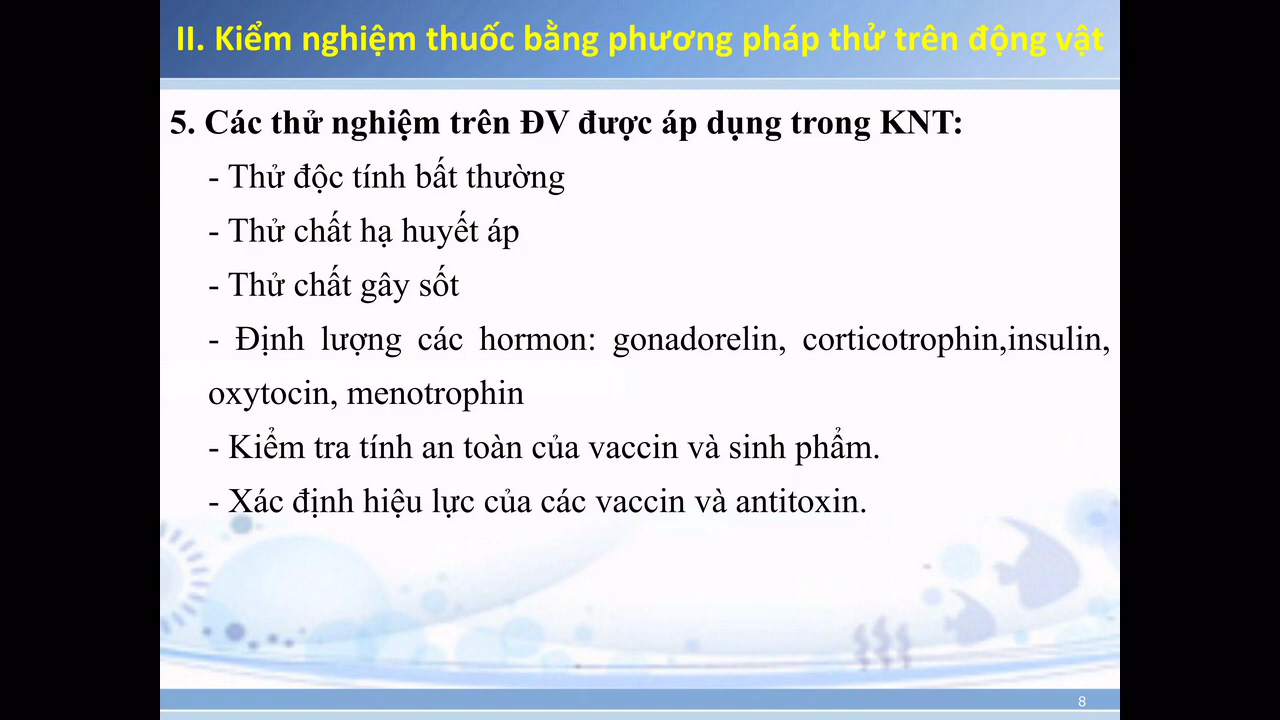 II. Kiểm nghiệm thuốc bằng phương pháp thử trên động vật
5. Các thử nghiệm trên ĐV được áp dụng trong KNT:
- Thử độc tính bất thường
- Thử chất hạ huyết áp
- Thử chất gây sốt
- Định lượng các hormon: gonadorelin, corticotrophin,insulin,
oxytocin, menotrophin
- Kiểm tra tính an toàn của vaccin và sinh phẩm.
- Xác định hiệu lực của các vaccin và antitoxin.
8